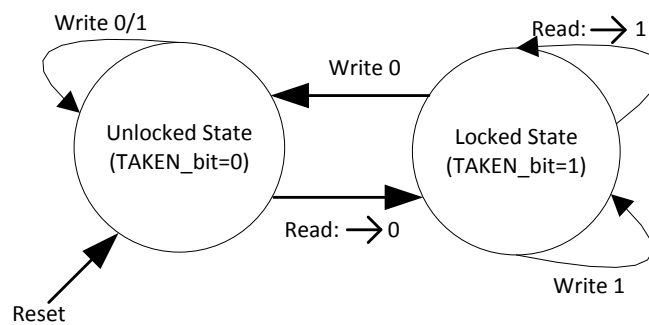 Write 0/1
Read: → 1
Write 0
Unlocked State
(TAKEN_bit=0)
Locked State
(TAKEN_bit=1)
Read: → 0
Write 1
Reset